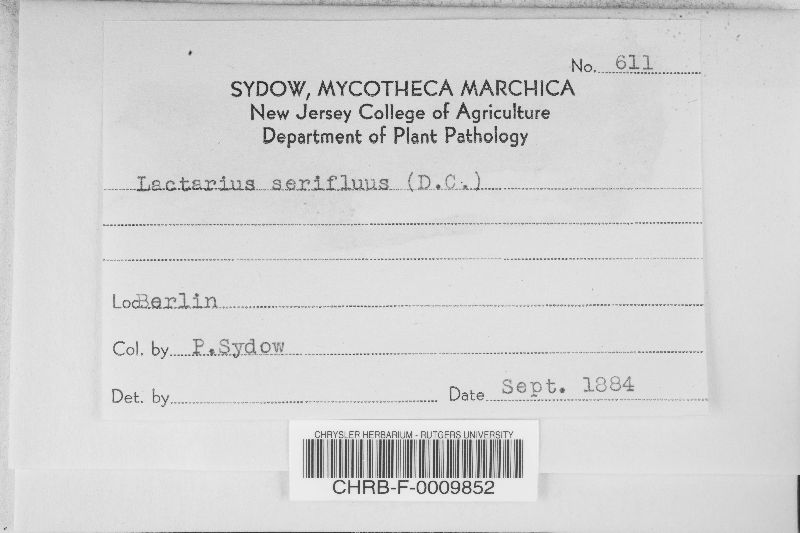 No. 611
SYDOW, MYCOTHECA MARCHICA
New Jersey College of Agriculture
Department of Plant Pathology
Lactarius serifluus (D.C.)
Loc Berlin
Col. by P.Sydow
Det. by
Date Sept. 1884
CHRYSLER HERBARIUM - RUTGERS UNIVERSITY
CHRB-F-0009852